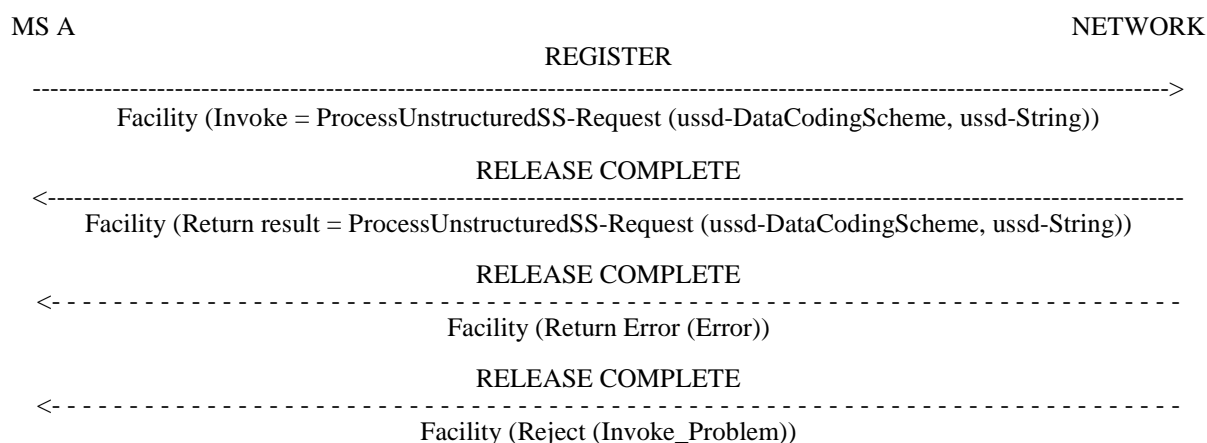 MS A NETWORK
REGISTER
Facility (Invoke = ProcessUnstructuredSS-Request (ussd-DataCodingScheme, ussd-String))
RELEASE COMPLETE
Facility (Return result = ProcessUnstructuredSS-Request (ussd-DataCodingScheme, ussd-String))
RELEASE COMPLETE
Facility (Return Error (Error))
RELEASE COMPLETE
Facility (Reject (Invoke_Problem))